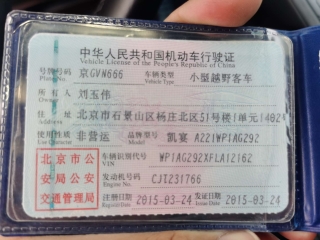 中华人民共和国机动车行驶证
Vehicle License of the People's Republic of China
号牌号码 京GVW666 车辆类型 小型越野客车
Plate No. Vehicle Type
所有人 刘玉伟
Owner
住址 北京市石景山区杨庄北区51号楼1单元1402
Address
使用性质 非营运 品牌型号 凯宴 A221WP1AG292
Use Character Model
北京市公安局公安交通管理局
车辆识别代号 WP1AG292XFLA12162
VIN
发动机号码 CJT231766
Engine No.
注册日期 2015-03-24 发证日期 2015-03-24
Register Date Issue Date